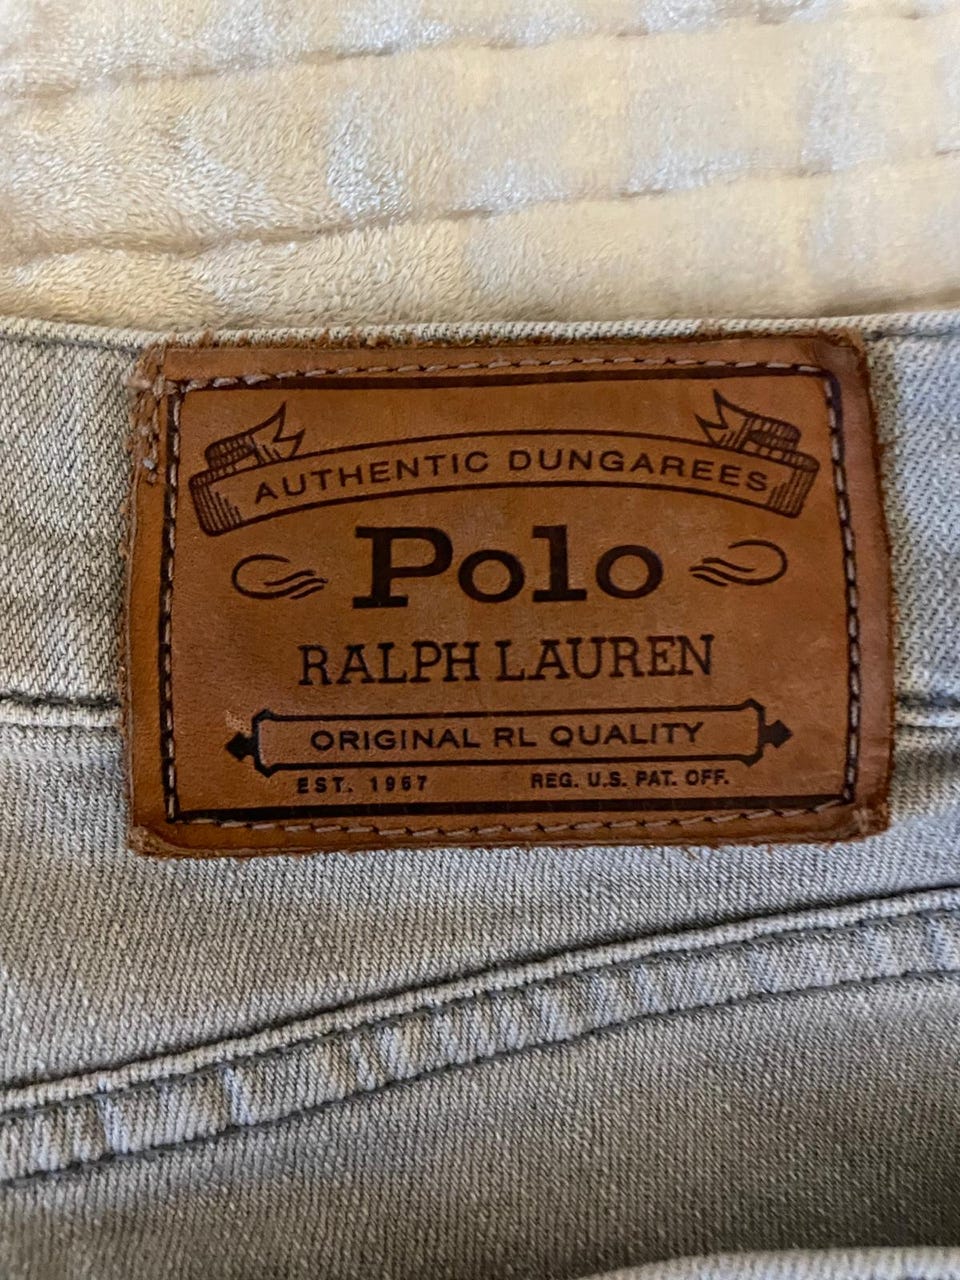 AUTHENTIC DUNGAREES
Polo
RALPH LAUREN
ORIGINAL RL QUALITY
EST. 1967 REG. U.S. PAT. OFF.